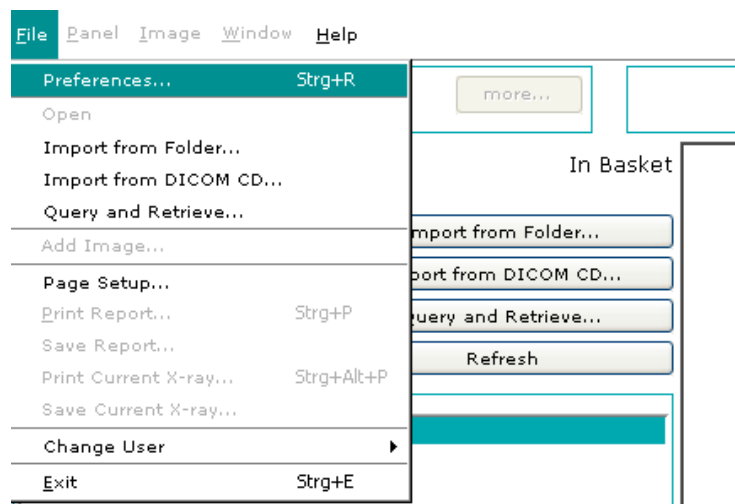 File Panel Image Window Help
Preferences... Strg+R
Open
Import from Folder...
Import from DICOM CD...
Query and Retrieve...
Add Image...
Page Setup...
Print Report... Strg+P
Save Report...
Print Current X-ray... Strg+Alt+P
Save Current X-ray...
Change User
Exit Strg+E
more...
In Basket
mport from Folder...
port from DICOM CD...
uery and Retrieve...
Refresh